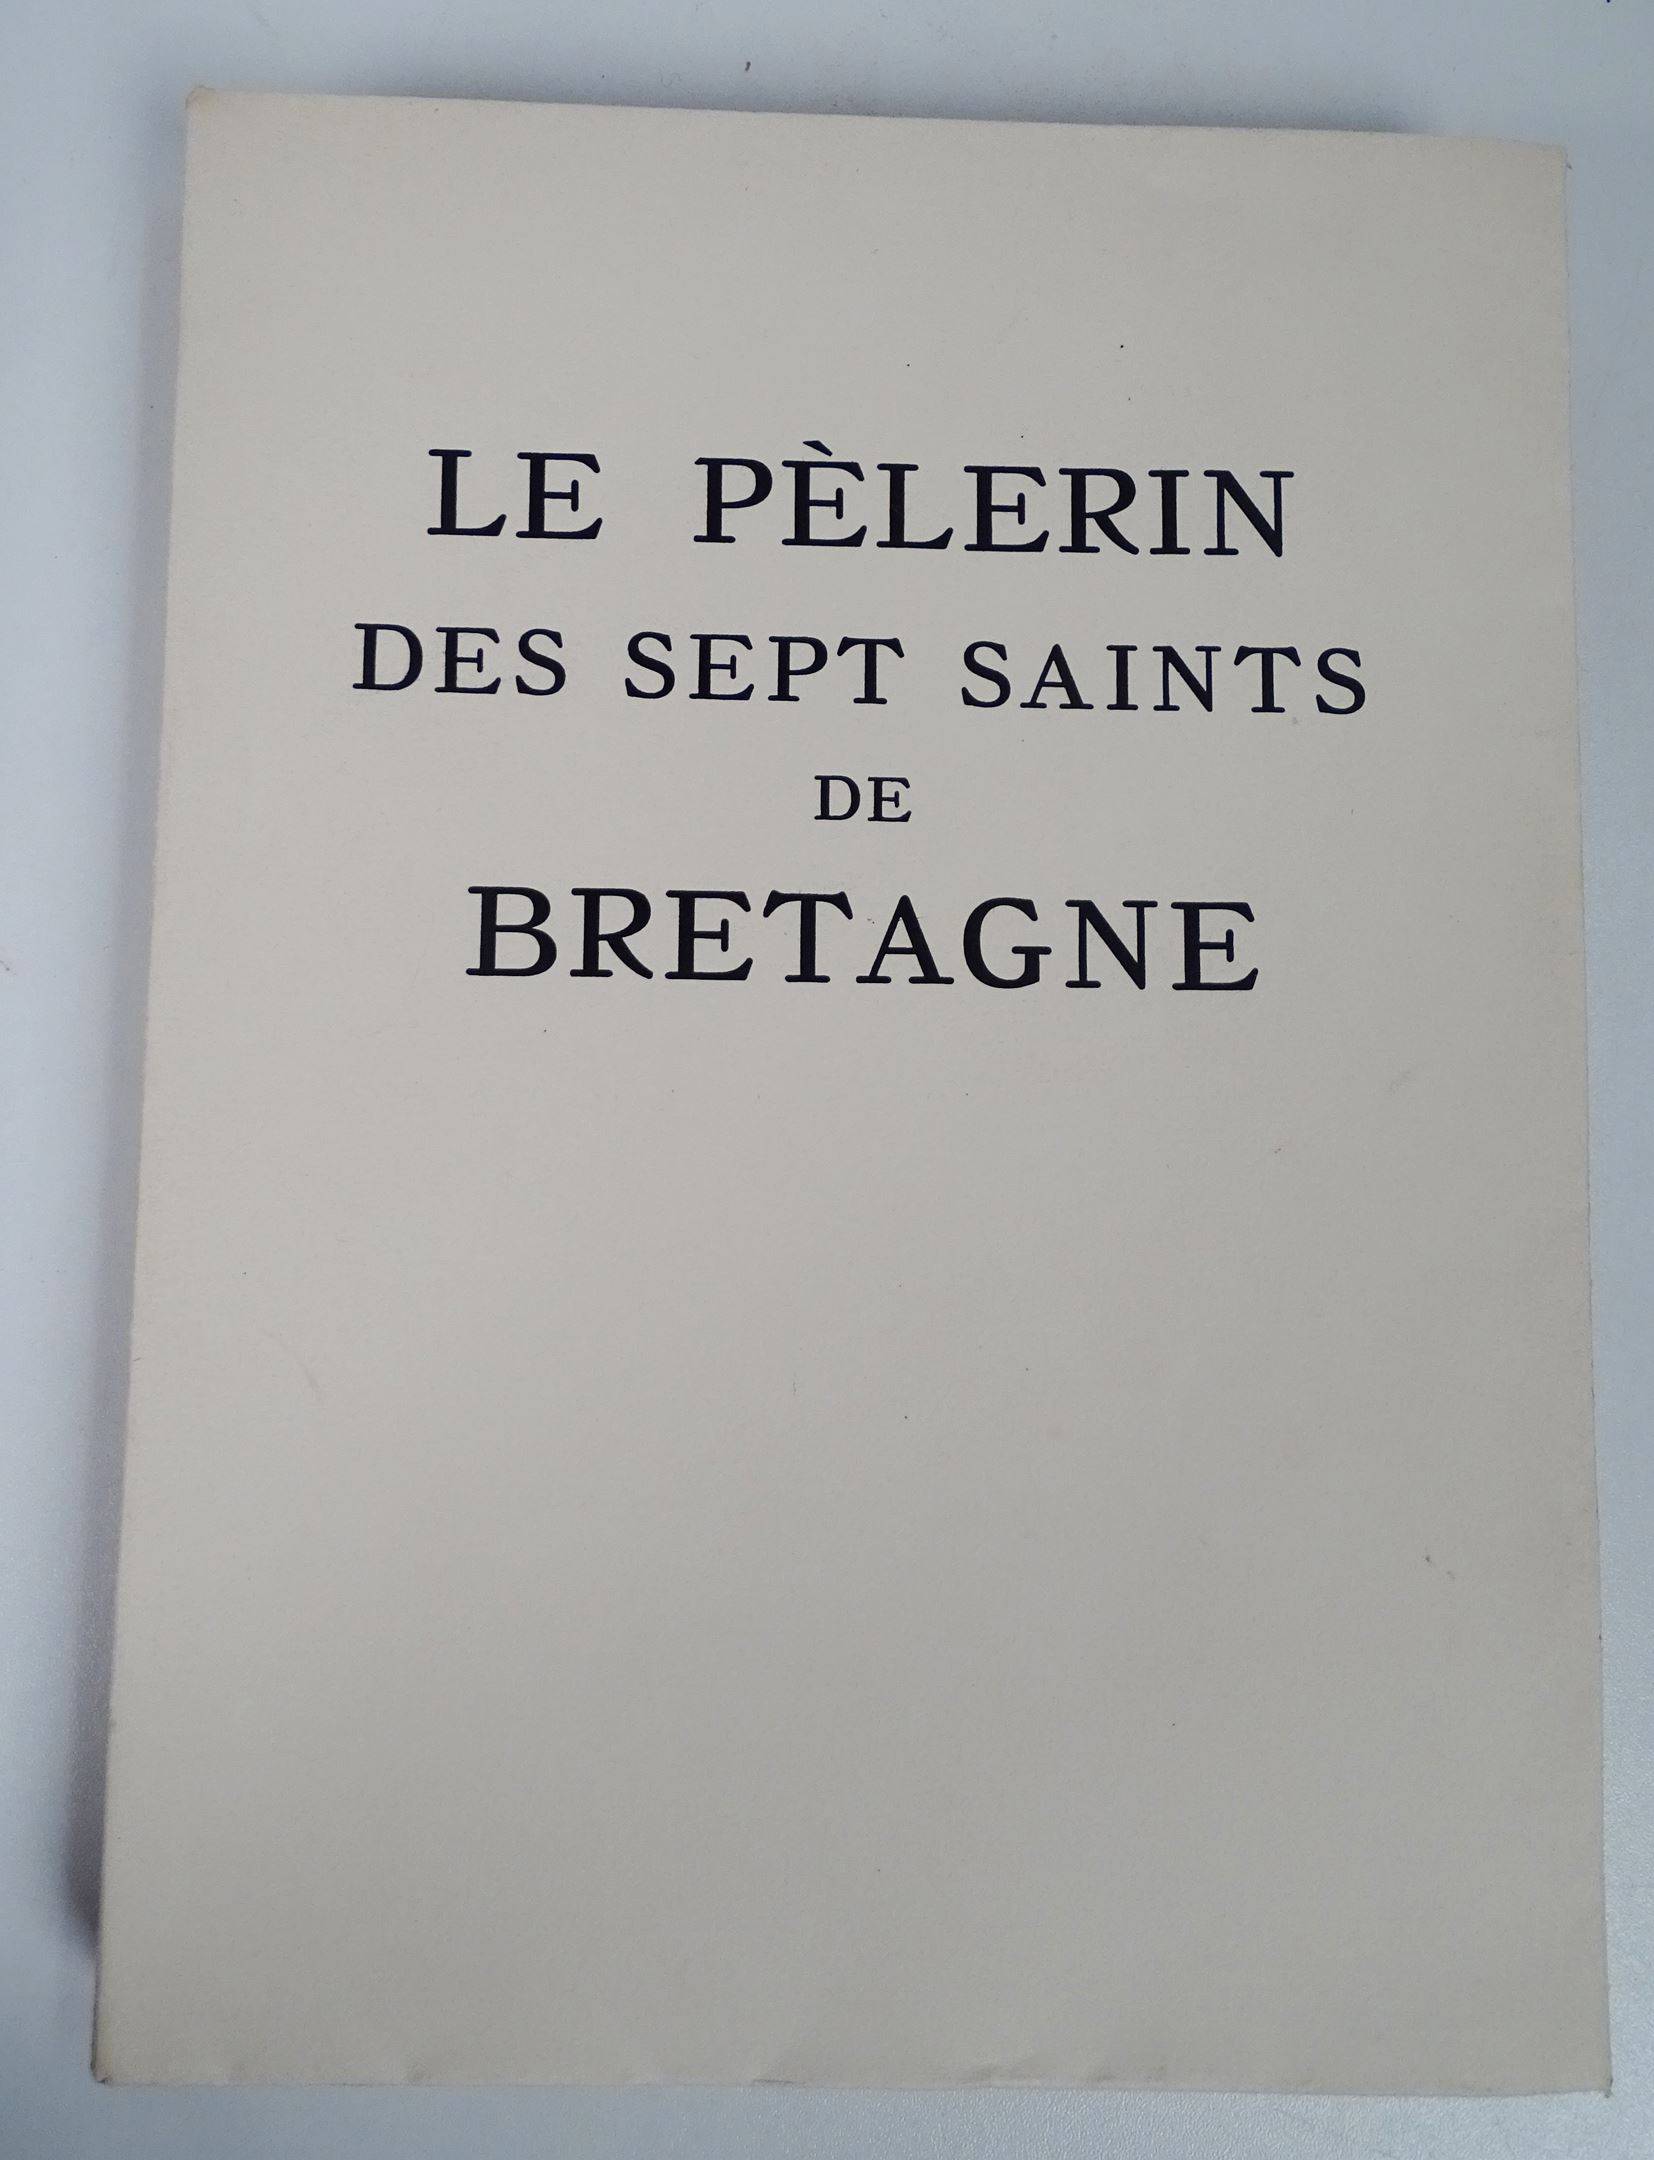 LE PÈLERIN
DES SEPT SAINTS
DE
BRETAGNE